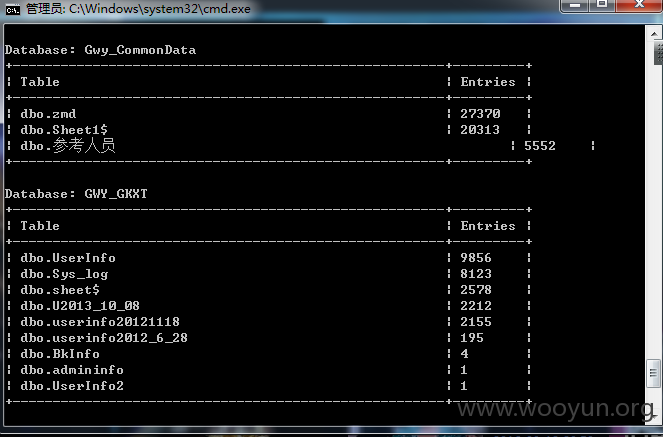 管理员: C:\Windows\system32\cmd.exe
Database: Gwy_CommonData
+------------------------------------------------------+---------+
| Table | Entries |
+------------------------------------------------------+---------+
| dbo.zmd | 27370 |
| dbo.Sheet1$ | 20313 |
| dbo.参考人员 | 5552 |
+------------------------------------------------------+---------+
Database: GWY_GKXT
+------------------------------------------------------+---------+
| Table | Entries |
+------------------------------------------------------+---------+
| dbo.UserInfo | 9856 |
| dbo.Sys_log | 8123 |
| dbo.sheet$ | 2578 |
| dbo.U2013_10_08 | 2212 |
| dbo.userinfo20121118 | 2155 |
| dbo.userinfo2012_6_28 | 195 |
| dbo.BkInfo | 4 |
| dbo.admininfo | 1 |
| dbo.UserInfo2 | 1 |
+------------------------------------------------------+---------+
www.wooyun.org